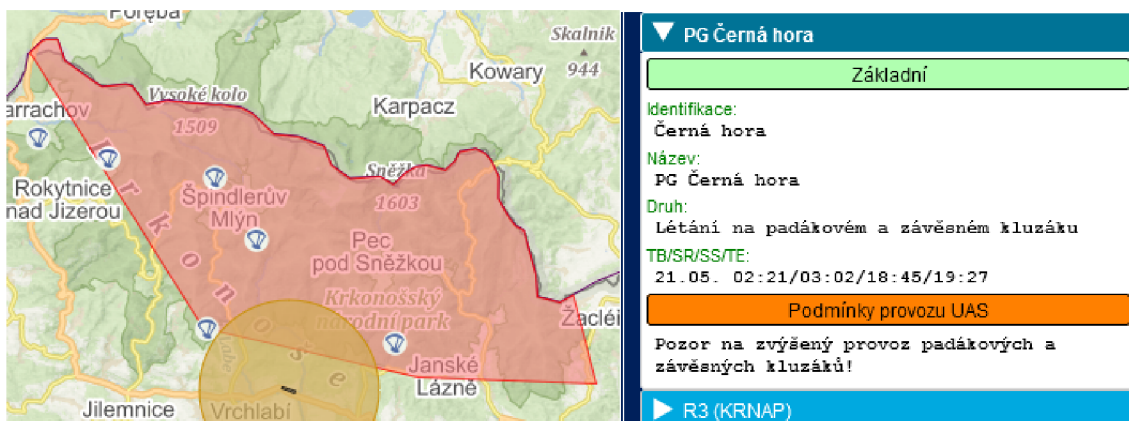 Poręba
Skalnik
944
Kowary
Vysoké kolo
1509
Karpacz
arrachov
Sněžka
1603
Rokytnice
nad Jizerou
Špindlerův
Mlýn
Pec
pod Sněžkou
Krkonošský
národní park
K r k o n o š e
Žacléř
Janské
Lázně
Labe
Jilemnice
Vrchlabí
PG Černá hora
Základní
Identifikace:
Černá hora
Název:
PG Černá hora
Druh:
Létání na padákovém a závěsném kluzáku
TB/SR/SS/TE:
21.05. 02:21/03:02/18:45/19:27
Podmínky provozu UAS
Pozor na zvýšený provoz padákových a
závěsných kluzáků!
R3 (KRNAP)